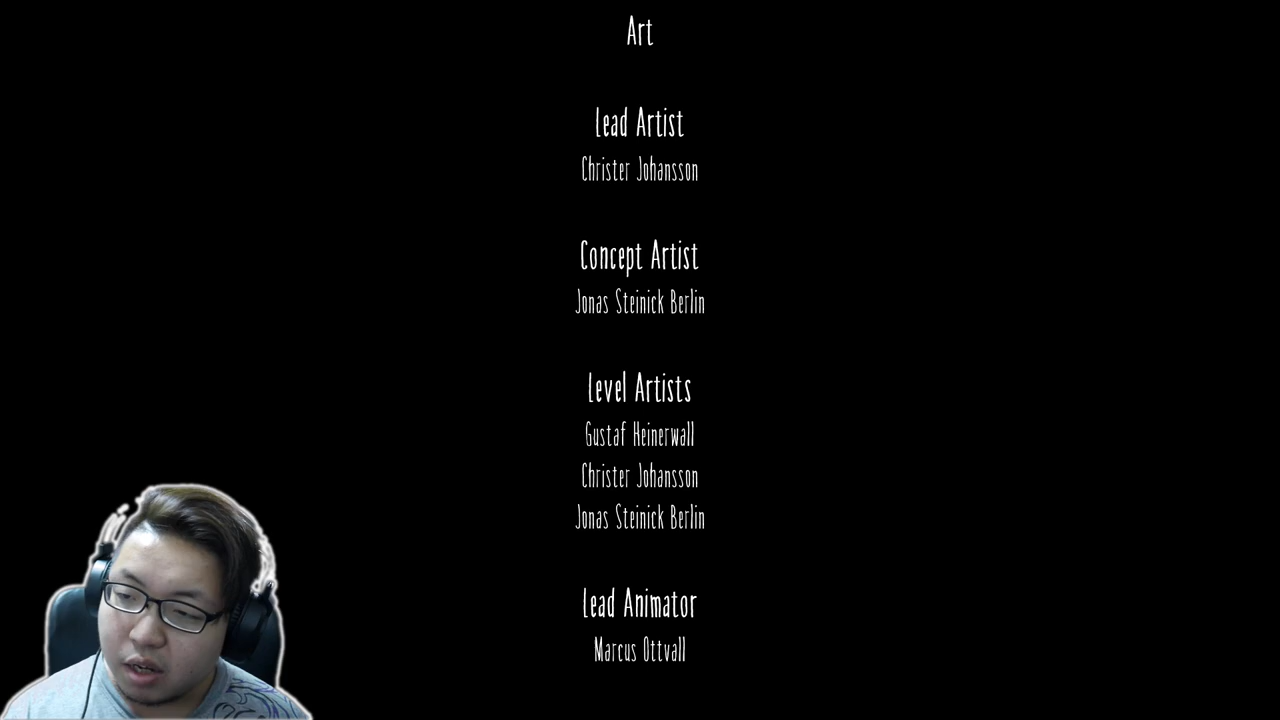 Art
Lead Artist
Christer Johansson
Concept Artist
Jonas Steinick Berlin
Level Artists
Gustaf Heinerwall
Christer Johansson
Jonas Steinick Berlin
Lead Animator
Marcus Ottvall